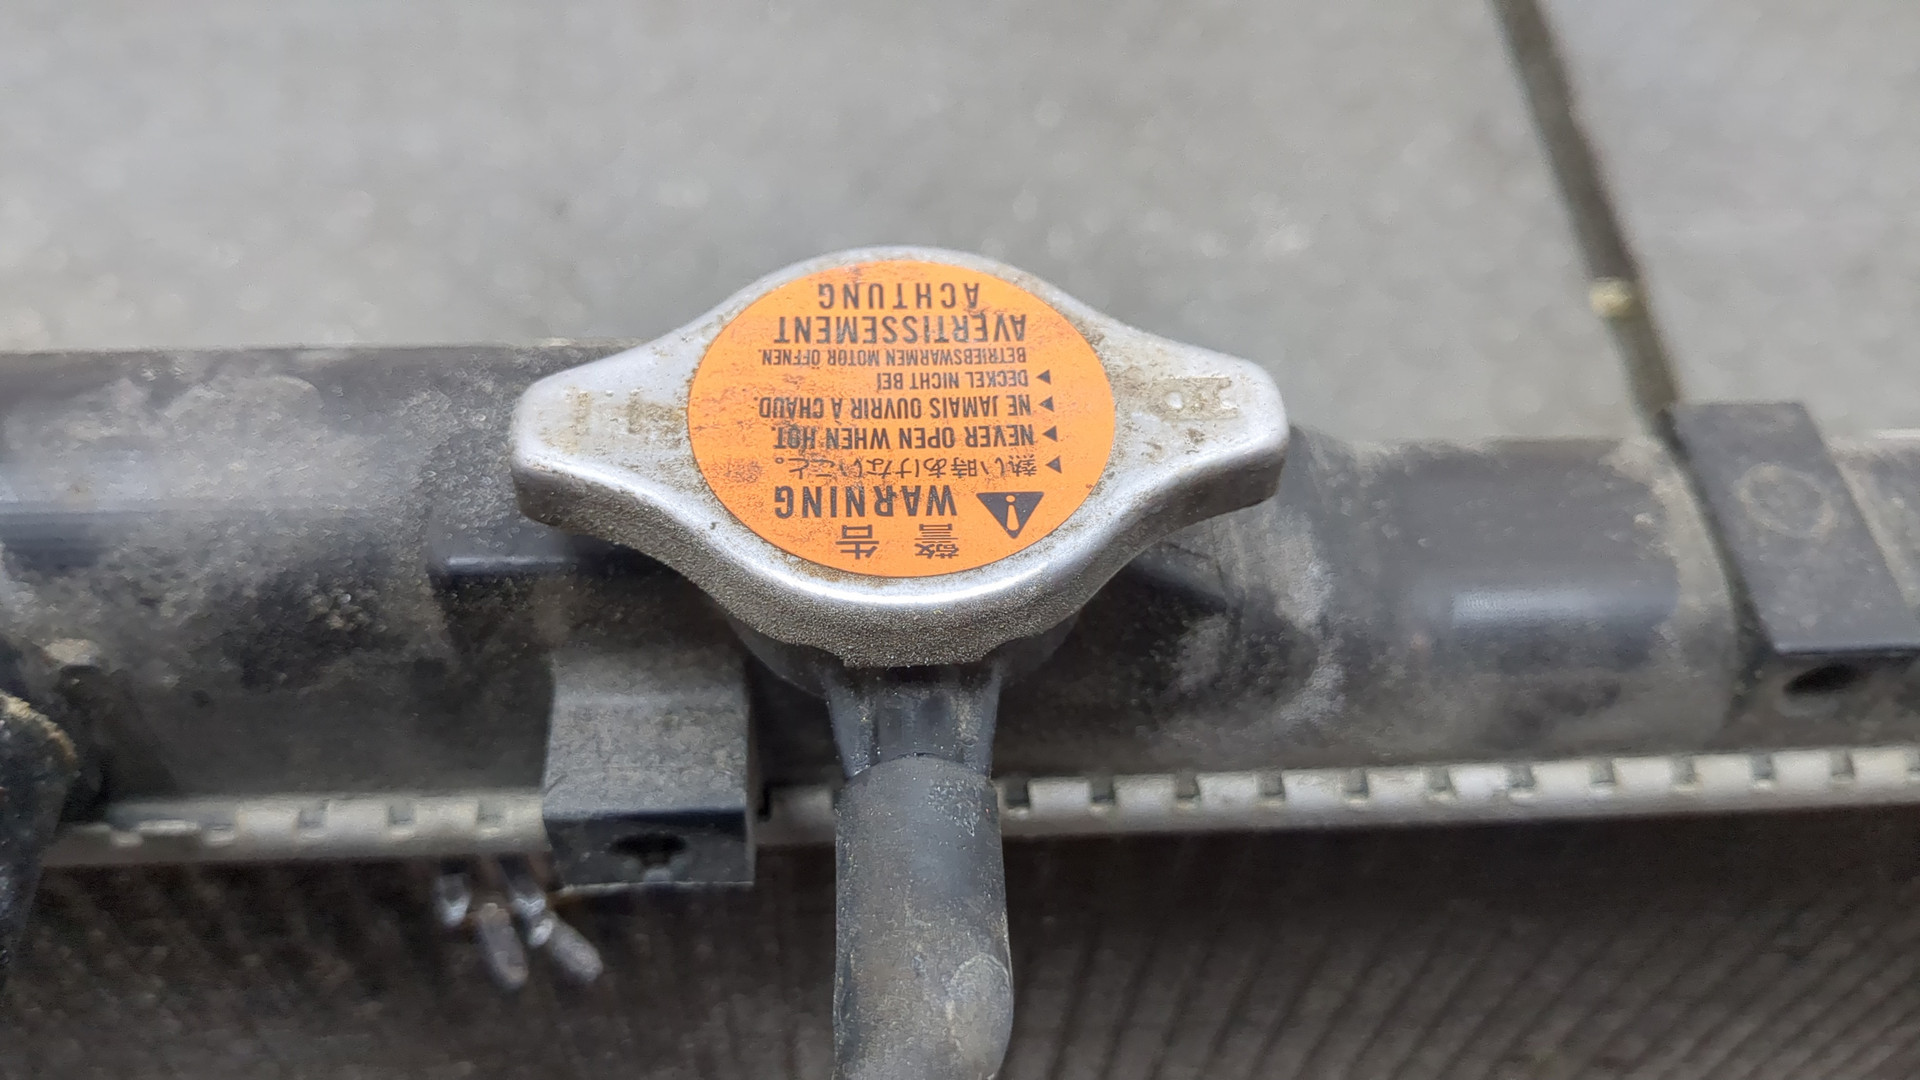 警告
WARNING
熱い時あけないこと。
NEVER OPEN WHEN HOT.
NE JAMAIS OUVRIR À CHAUD.
DECKEL NICHT BEI
BETRIEBSWARMEN MOTOR ÖFFNEN.
AVERTISSEMENT
ACHTUNG